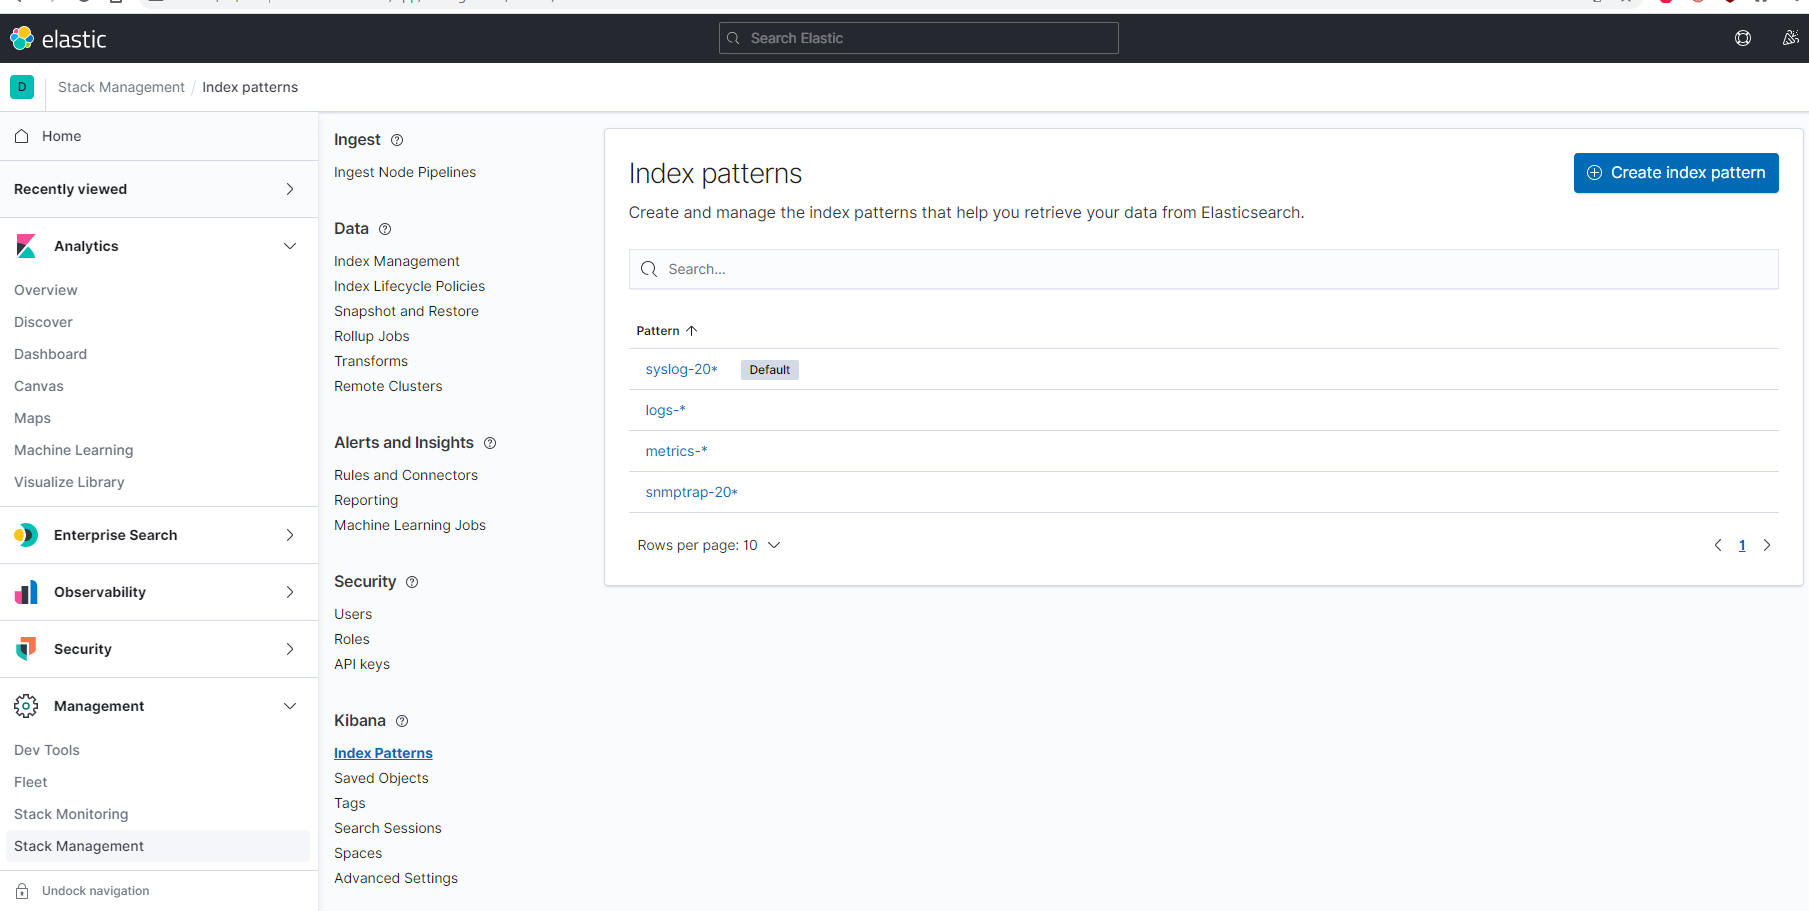 elastic
Search Elastic
D
Stack Management / Index patterns
Home
Recently viewed
Analytics
Overview
Discover
Dashboard
Canvas
Maps
Machine Learning
Visualize Library
Enterprise Search
Observability
Security
Management
Dev Tools
Fleet
Stack Monitoring
Stack Management
Undock navigation
Ingest
Ingest Node Pipelines
Data
Index Management
Index Lifecycle Policies
Snapshot and Restore
Rollup Jobs
Transforms
Remote Clusters
Alerts and Insights
Rules and Connectors
Reporting
Machine Learning Jobs
Security
Users
Roles
API keys
Kibana
Index Patterns
Saved Objects
Tags
Search Sessions
Spaces
Advanced Settings
Index patterns
Create index pattern
Create and manage the index patterns that help you retrieve your data from Elasticsearch.
Search...
Pattern
syslog-20* Default
logs-*
metrics-*
snmptrap-20*
Rows per page: 10
1